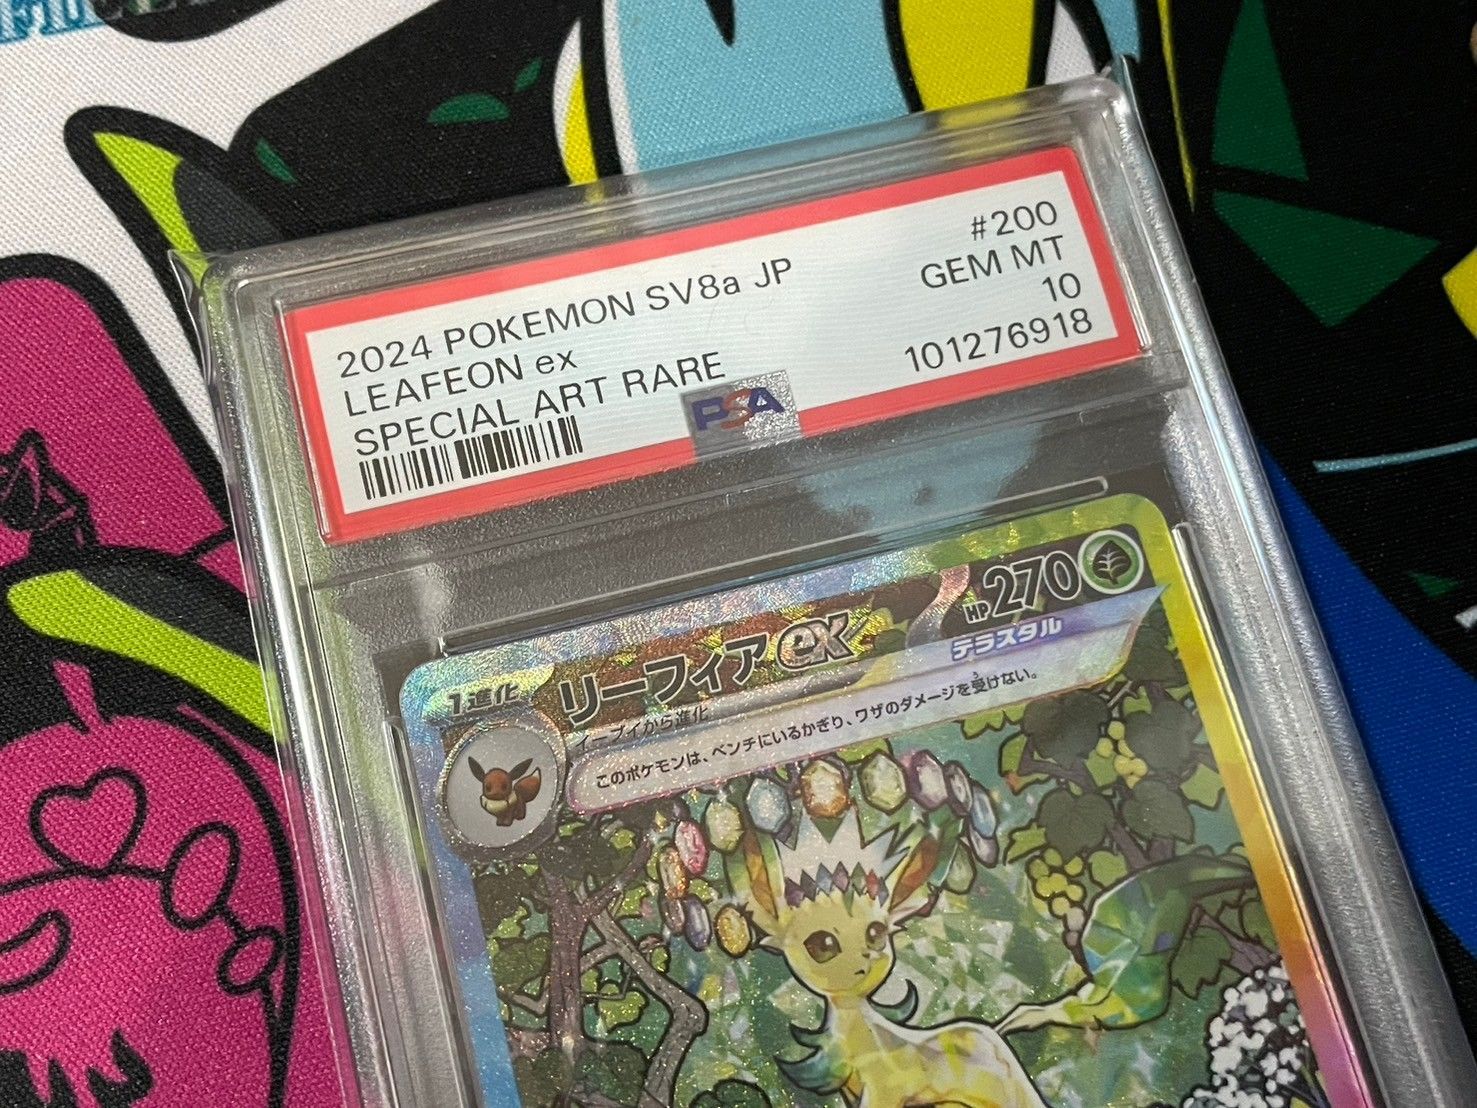 2024 POKEMON SV8a JP
#200
LEAFEON ex
GEM MT
SPECIAL ART RARE
10
101276918
PSA
1進化
リーフィア ex
HP 270
テラスタル
イーブイから進化
このポケモンは、ベンチにいるかぎり、ワザのダメージを受けない。